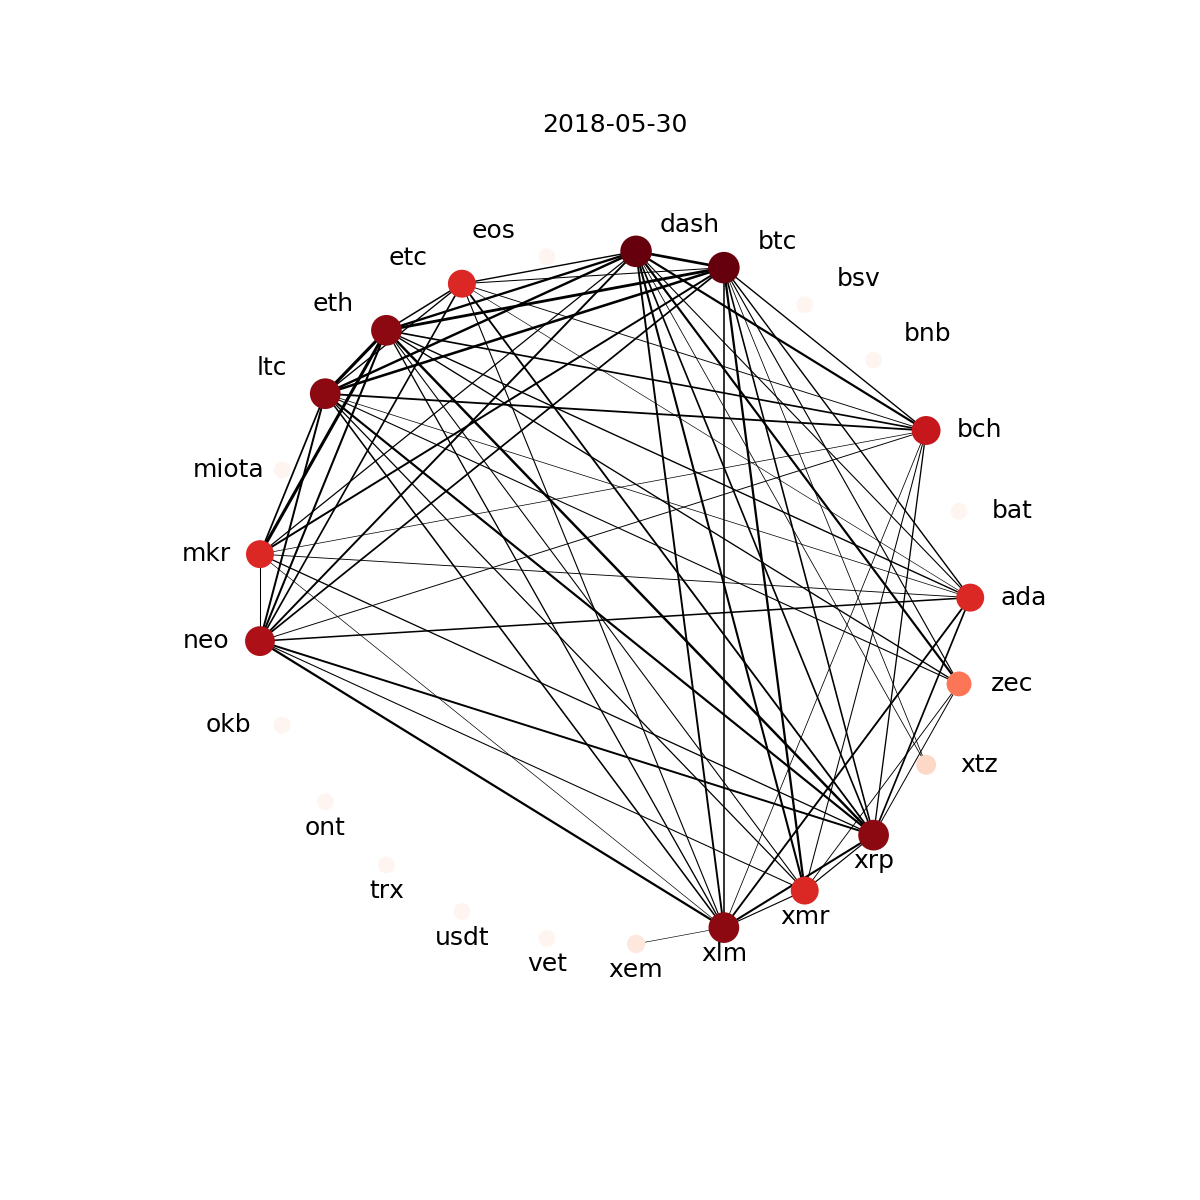 2018-05-30
dash
eos
btc
etc
bsv
eth
bnb
ltc
bch
miota
bat
mkr
ada
neo
zec
okb
xtz
ont
xrp
trx
xmr
usdt
xlm
vet
xem